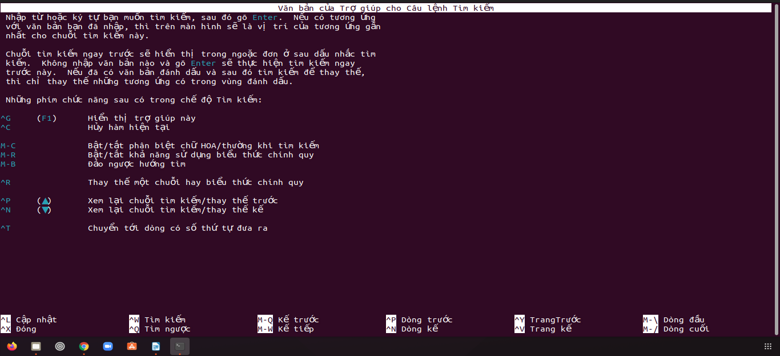 Văn bản của Trợ giúp cho Câu lệnh Tìm kiếm
Nhập từ hoặc ký tự bạn muốn tìm kiếm, sau đó gõ Enter. Nếu có tương ứng
với văn bản bạn đã nhập, thì trên màn hình sẽ là vị trí của tương ứng gần
nhất cho chuỗi tìm kiếm này.
Chuỗi tìm kiếm ngay trước sẽ hiển thị trong ngoặc đơn ở sau dấu nhắc tìm
kiếm. Không nhập văn bản nào và gõ Enter sẽ thực hiện tìm kiếm ngay
trước này. Nếu đã có văn bản đánh dấu và sau đó tìm kiếm để thay thế,
thì chỉ thay thế những tương ứng có trong vùng đánh dấu.
Những phím chức năng sau có trong chế độ Tìm kiếm:
^G (F1) Hiển thị trợ giúp này
^C Hủy hàm hiện tại
M-C Bật/tắt phân biệt chữ HOA/thường khi tìm kiếm
M-R Bật/tắt khả năng sử dụng biểu thức chính quy
M-B Đảo ngược hướng tìm
^R Thay thế một chuỗi hay biểu thức chính quy
^P (▲) Xem lại chuỗi tìm kiếm/thay thế trước
^N (▼) Xem lại chuỗi tìm kiếm/thay thế kế
^T Chuyển tới dòng có số thứ tự đưa ra
^L Cập nhật ^W Tìm kiếm M-Q Kế trước ^P Dòng trước ^Y TrangTrước M-\ Dòng đầu
^X Đóng ^Q Tìm ngược M-W Kế tiếp ^N Dòng kế ^V Trang kế M-/ Dòng cuối